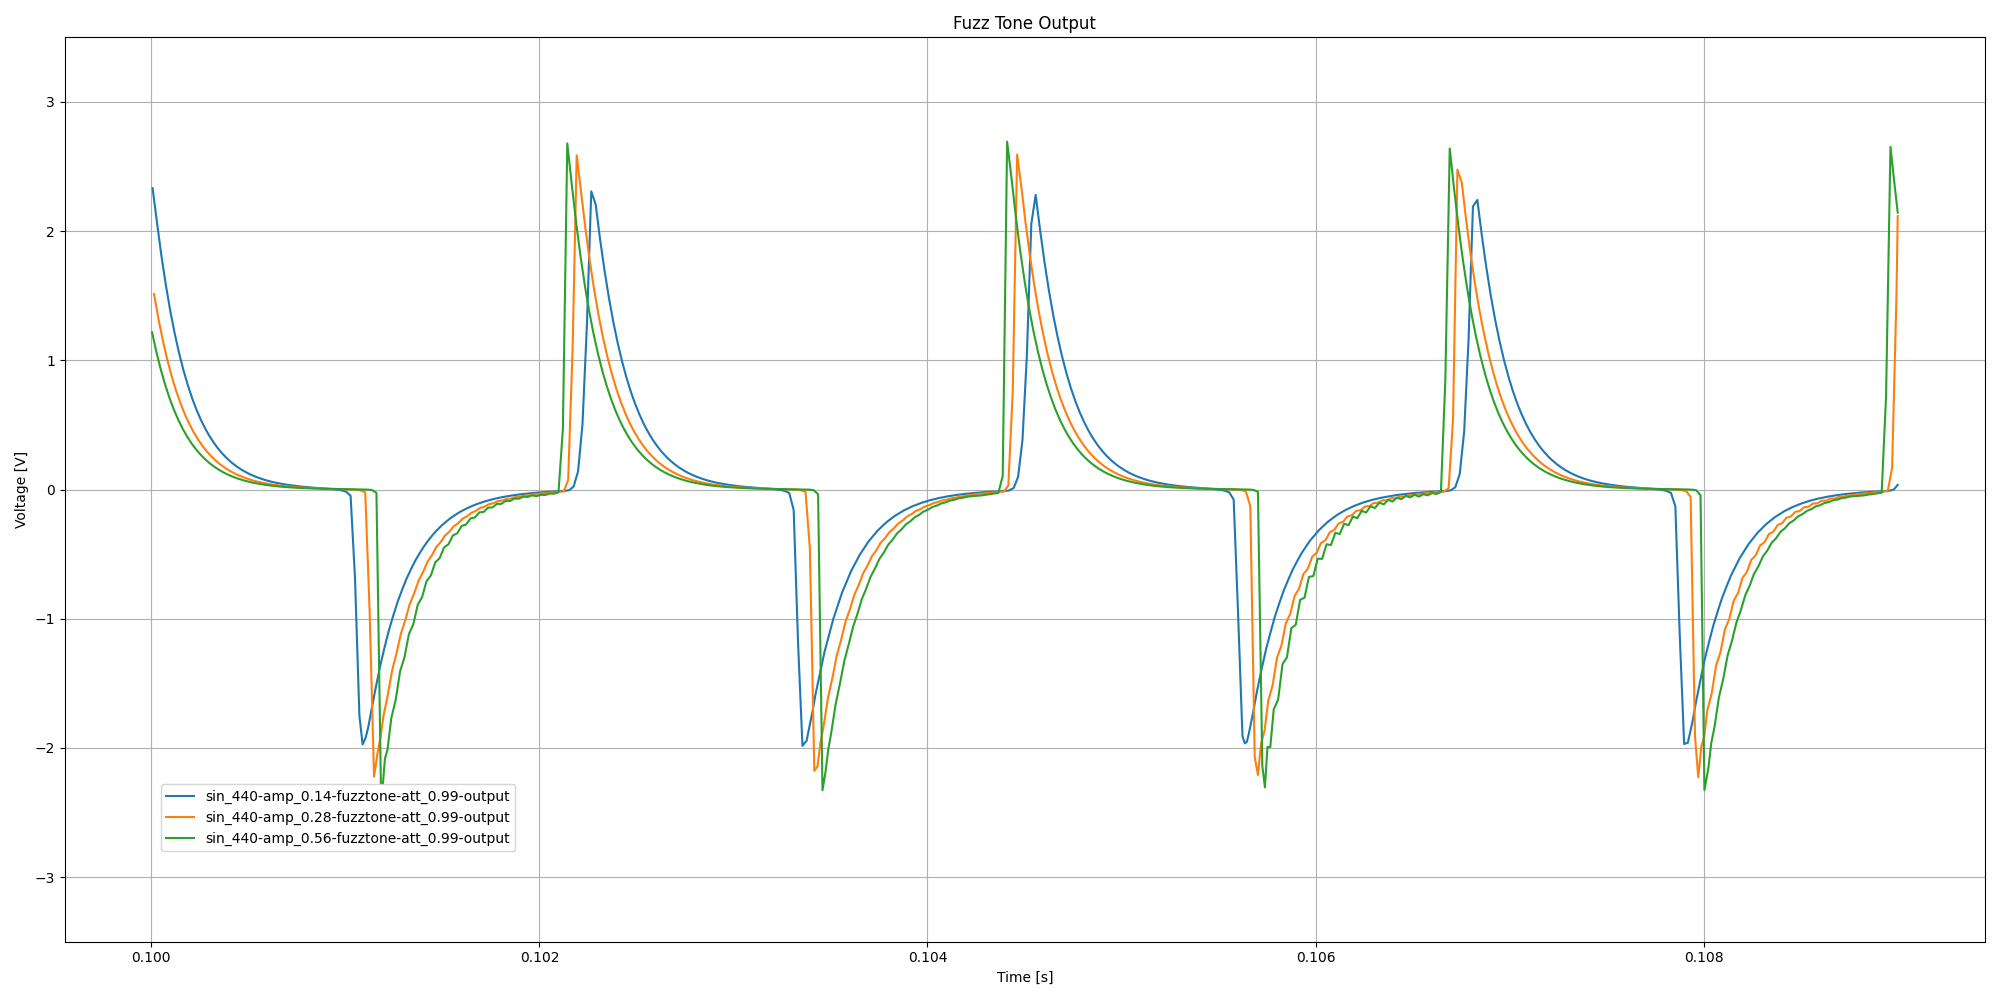 Fuzz Tone Output
Voltage [V]
3
2
1
0
−1
−2
−3
sin_440-amp_0.14-fuzztone-att_0.99-output
sin_440-amp_0.28-fuzztone-att_0.99-output
sin_440-amp_0.56-fuzztone-att_0.99-output
0.100 0.102 0.104 0.106 0.108
Time [s]